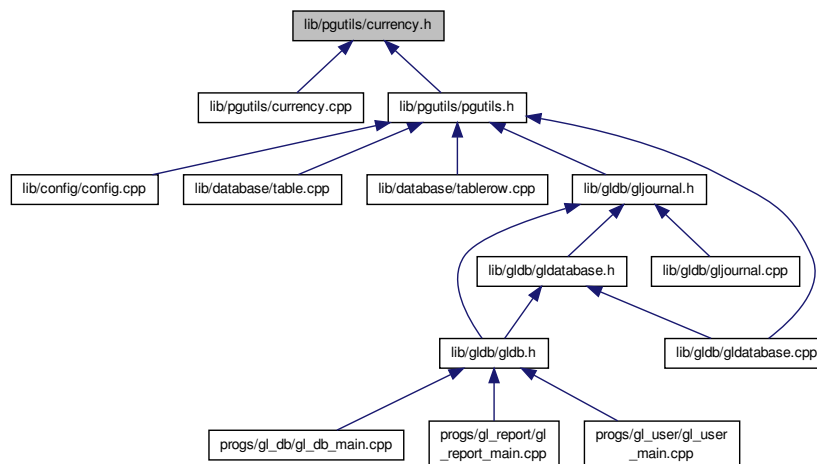 lib/pgutils/currency.h
lib/pgutils/currency.cpp
lib/pgutils/pgutils.h
lib/config/config.cpp
lib/database/table.cpp
lib/database/tablerow.cpp
lib/gldb/gljournal.h
lib/gldb/gldatabase.h
lib/gldb/gljournal.cpp
lib/gldb/gldb.h
lib/gldb/gldatabase.cpp
progs/gl_db/gl_db_main.cpp
progs/gl_report/gl
_report_main.cpp
progs/gl_user/gl_user
_main.cpp